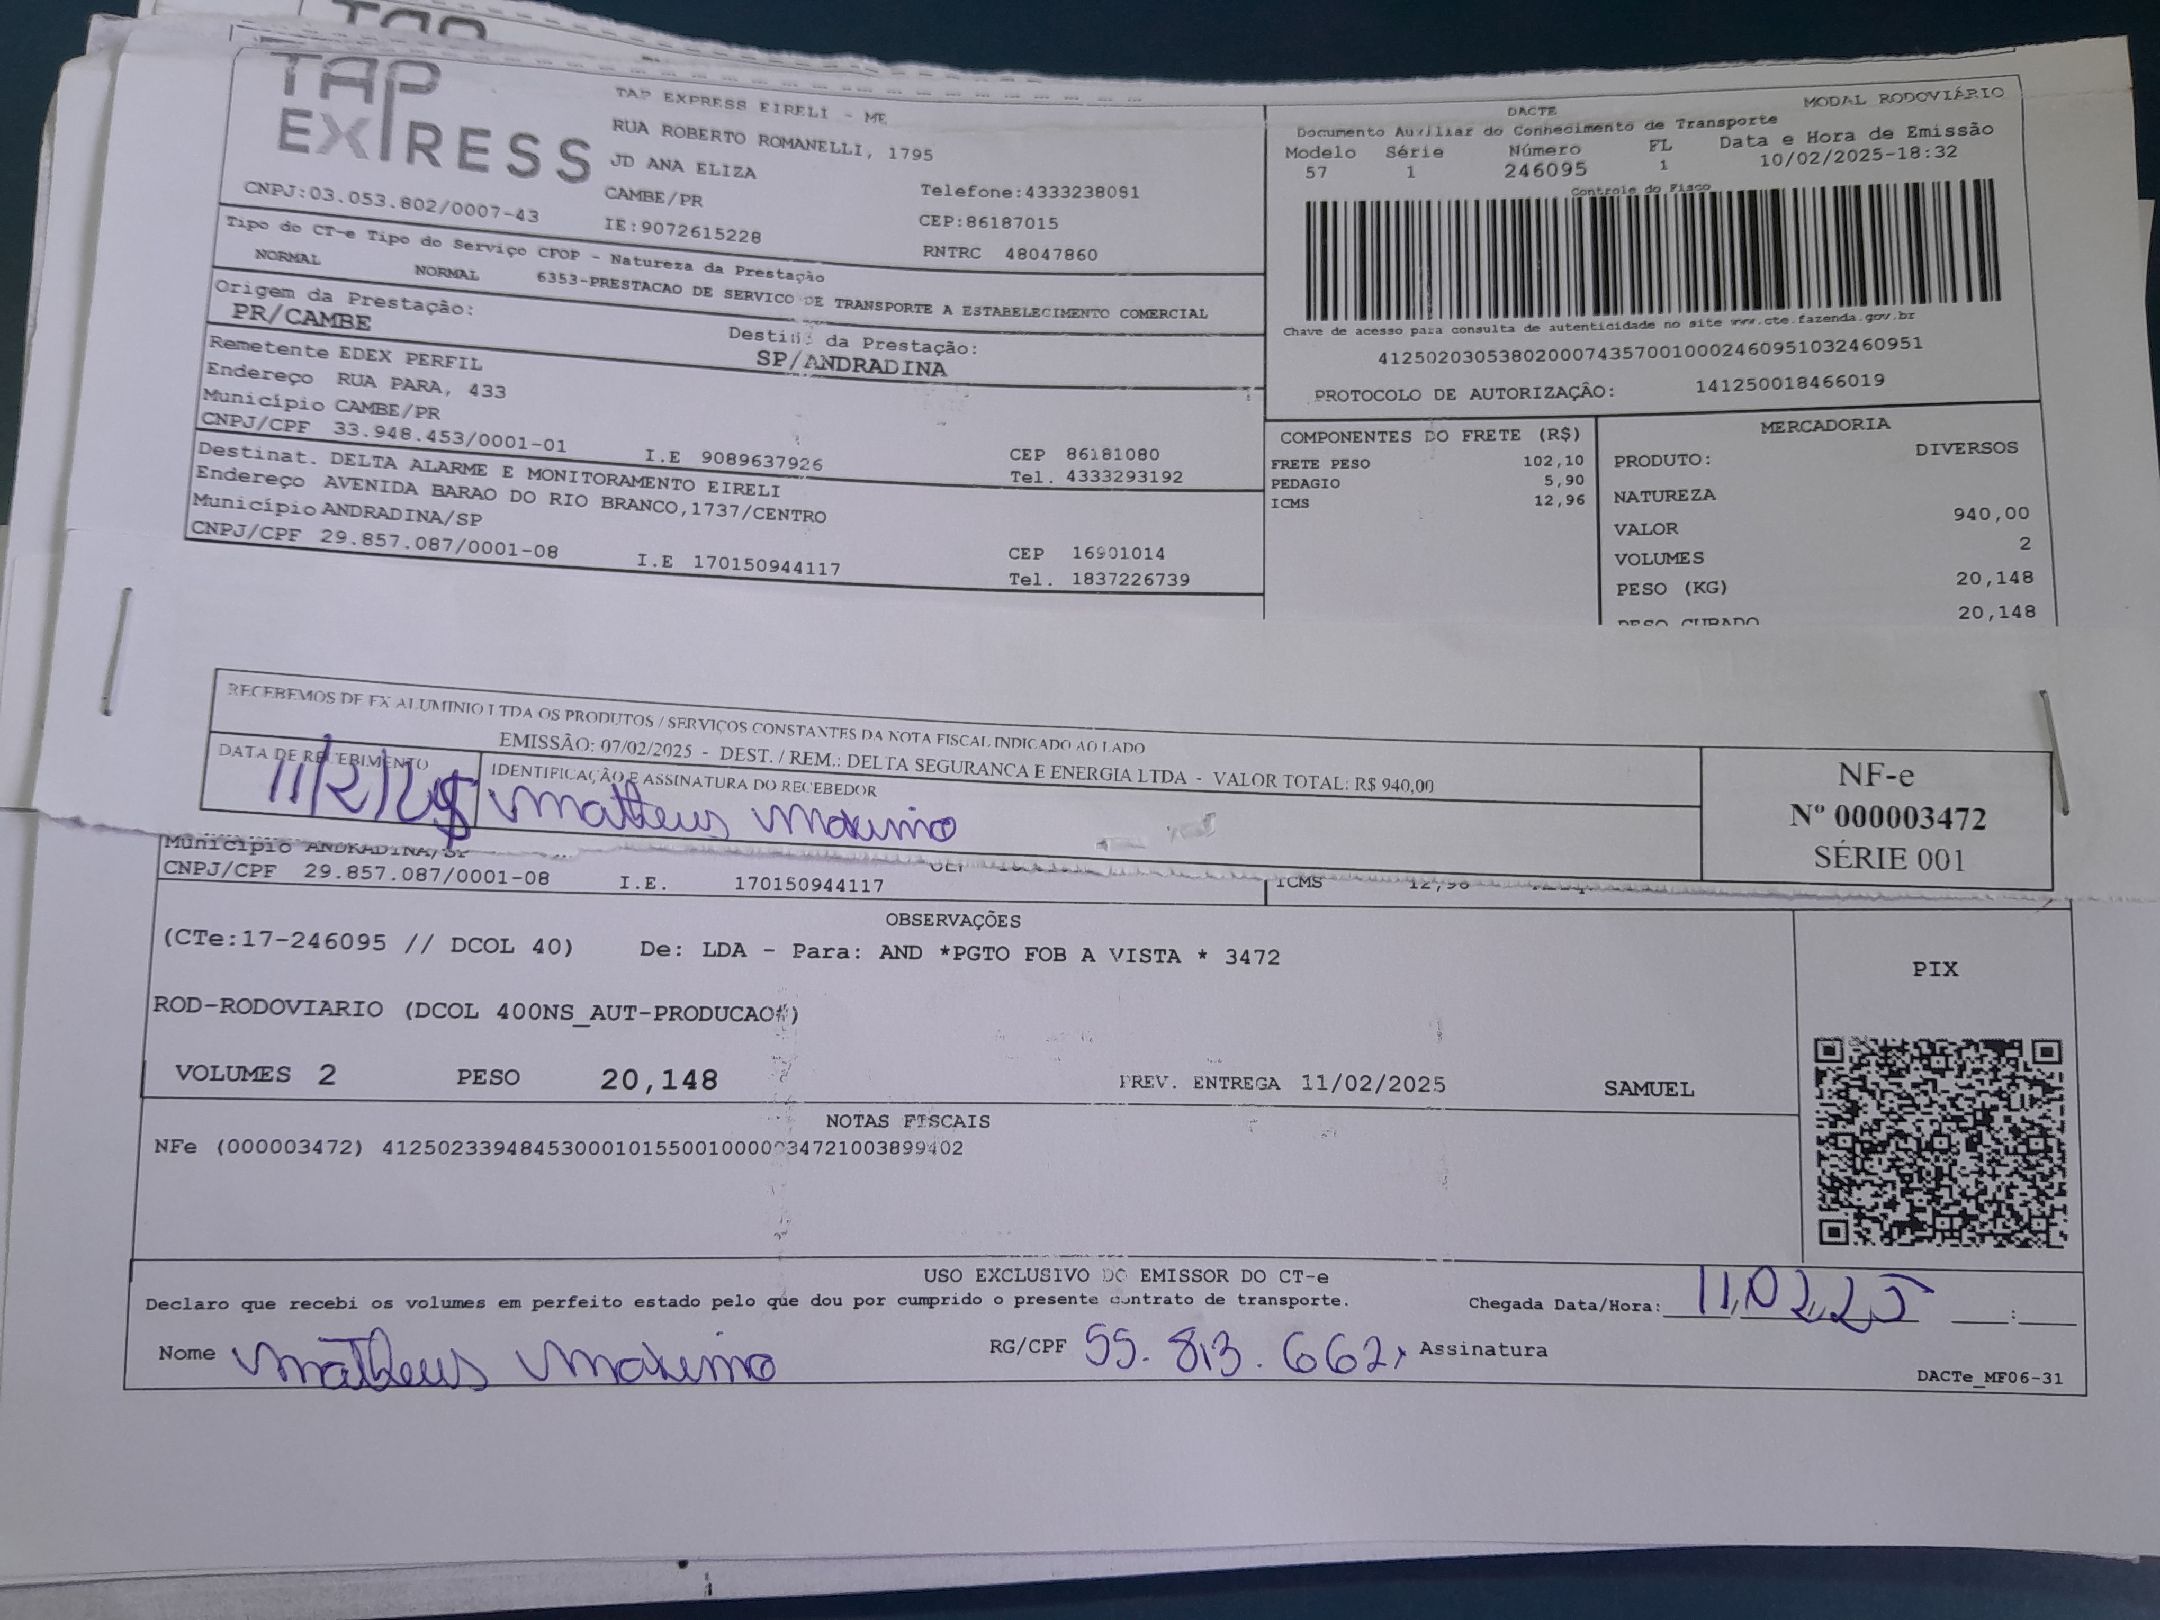 TAP
EXPRESS
TAP EXPRESS EIRELI - ME
RUA ROBERTO ROMANELLI, 1795
JD ANA ELIZA
CAMBE/PR
IE:9072615228
Telefone:4333238091
CEP:86187015
RNTRC 48047860
CNPJ:03.053.802/0007-43
Tipo do CT-e Tipo do Serviço CFOP - Natureza da Prestação
NORMAL NORMAL 6353-PRESTACAO DE SERVICO DE TRANSPORTE A ESTABELECIMENTO COMERCIAL
Origem da Prestação:
PR/CAMBE
Destino da Prestação:
SP/ANDRADINA
Remetente EDEX PERFIL
Endereço RUA PARA, 433
Município CAMBE/PR
CNPJ/CPF 33.948.453/0001-01 I.E 9089637926
CEP 86181080
Tel. 4333293192
Destinat. DELTA ALARME E MONITORAMENTO EIRELI
Endereço AVENIDA BARAO DO RIO BRANCO,1737/CENTRO
Município ANDRADINA/SP
CNPJ/CPF 29.857.087/0001-08 I.E 170150944117
CEP 16901014
Tel. 1837226739
DACTE MODAL RODOVIÁRIO
Documento Auxiliar do Conhecimento de Transporte
Modelo Série Número FL Data e Hora de Emissão
57 1 246095 1 10/02/2025-18:32
Controle do Fisco
Chave de acesso para consulta de autenticidade no site www.cte.fazenda.gov.br
41250203053802000743570010002460951032460951
PROTOCOLO DE AUTORIZAÇÃO: 141250018466019
COMPONENTES DO FRETE (R$)
FRETE PESO 102,10
PEDAGIO 5,90
ICMS 12,96
MERCADORIA
PRODUTO: DIVERSOS
NATUREZA
VALOR 940,00
VOLUMES 2
PESO (KG) 20,148
PESO CUBADO 20,148
RECEBEMOS DE EX ALUMINIO LTDA OS PRODUTOS / SERVIÇOS CONSTANTES DA NOTA FISCAL INDICADO AO LADO
EMISSÃO: 07/02/2025 - DEST. / REM.: DELTA SEGURANCA E ENERGIA LTDA - VALOR TOTAL: R$ 940,00
DATA DE RECEBIMENTO
11/2/25
IDENTIFICAÇÃO E ASSINATURA DO RECEBEDOR
Matheus Maximo
NF-e
Nº 000003472
SÉRIE 001
Município ANDRADINA/SP
CNPJ/CPF 29.857.087/0001-08 I.E. 170150944117
ICMS 12,96
OBSERVAÇÕES
(CTe:17-246095 // DCOL 40) De: LDA - Para: AND *PGTO FOB A VISTA * 3472
ROD-RODOVIARIO (DCOL 400NS_AUT-PRODUCAO#)
VOLUMES 2 PESO 20,148 PREV. ENTREGA 11/02/2025 SAMUEL
PIX
NOTAS FISCAIS
NFe (000003472) 41250233948453000101550010000034721003899402
USO EXCLUSIVO DO EMISSOR DO CT-e
Declaro que recebi os volumes em perfeito estado pelo que dou por cumprido o presente contrato de transporte.
Chegada Data/Hora: 11,02,25 :
Nome Matheus Maximo RG/CPF 55.813.662 Assinatura
DACTe_MF06-31